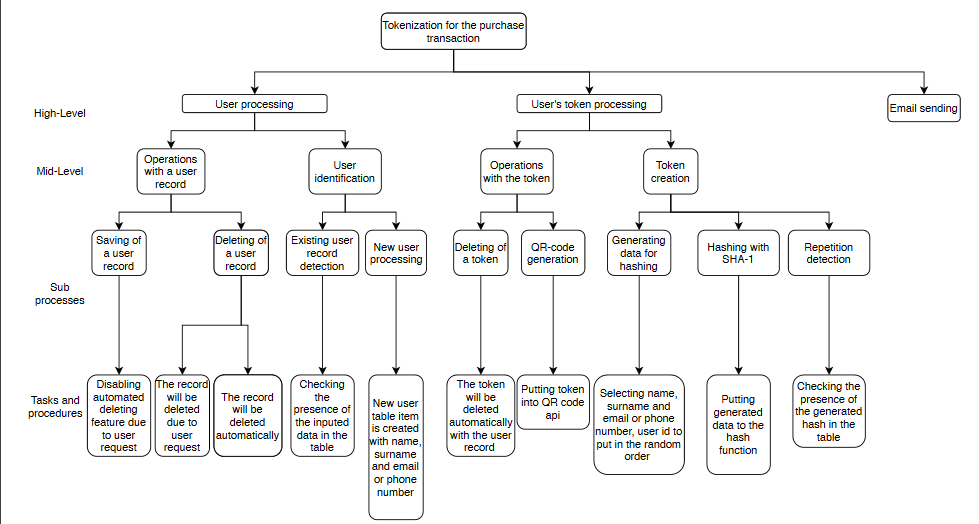 Tokenization for the purchase
transaction
User processing
User's token processing
Email sending
High-Level
Mid-Level
Operations
with a user
record
User
identification
Operations
with the token
Token
creation
Saving of
a user
record
Deleting of
a user
record
Existing user
record
detection
New user
processing
Deleting of
a token
QR-code
generation
Generating
data for
hashing
Hashing with
SHA-1
Repetition
detection
Sub
processes
Tasks and
procedures
Disabling
automated
deleting
feature due
to user
request
The record
will be
deleted
due to
user
request
The record
will be
deleted
automatically
Checking
the
presence of
the inputed
data in the
table
New user
table item
is created
with name,
surname
and email
or phone
number
The token
will be
deleted
automatically
with the user
record
Putting token
into QR code
api
Selecting name,
surname and
email or phone
number, user id to
put in the random
order
Putting
generated
data to the
hash
function
Checking the
presence of
the generated
hash in the
table